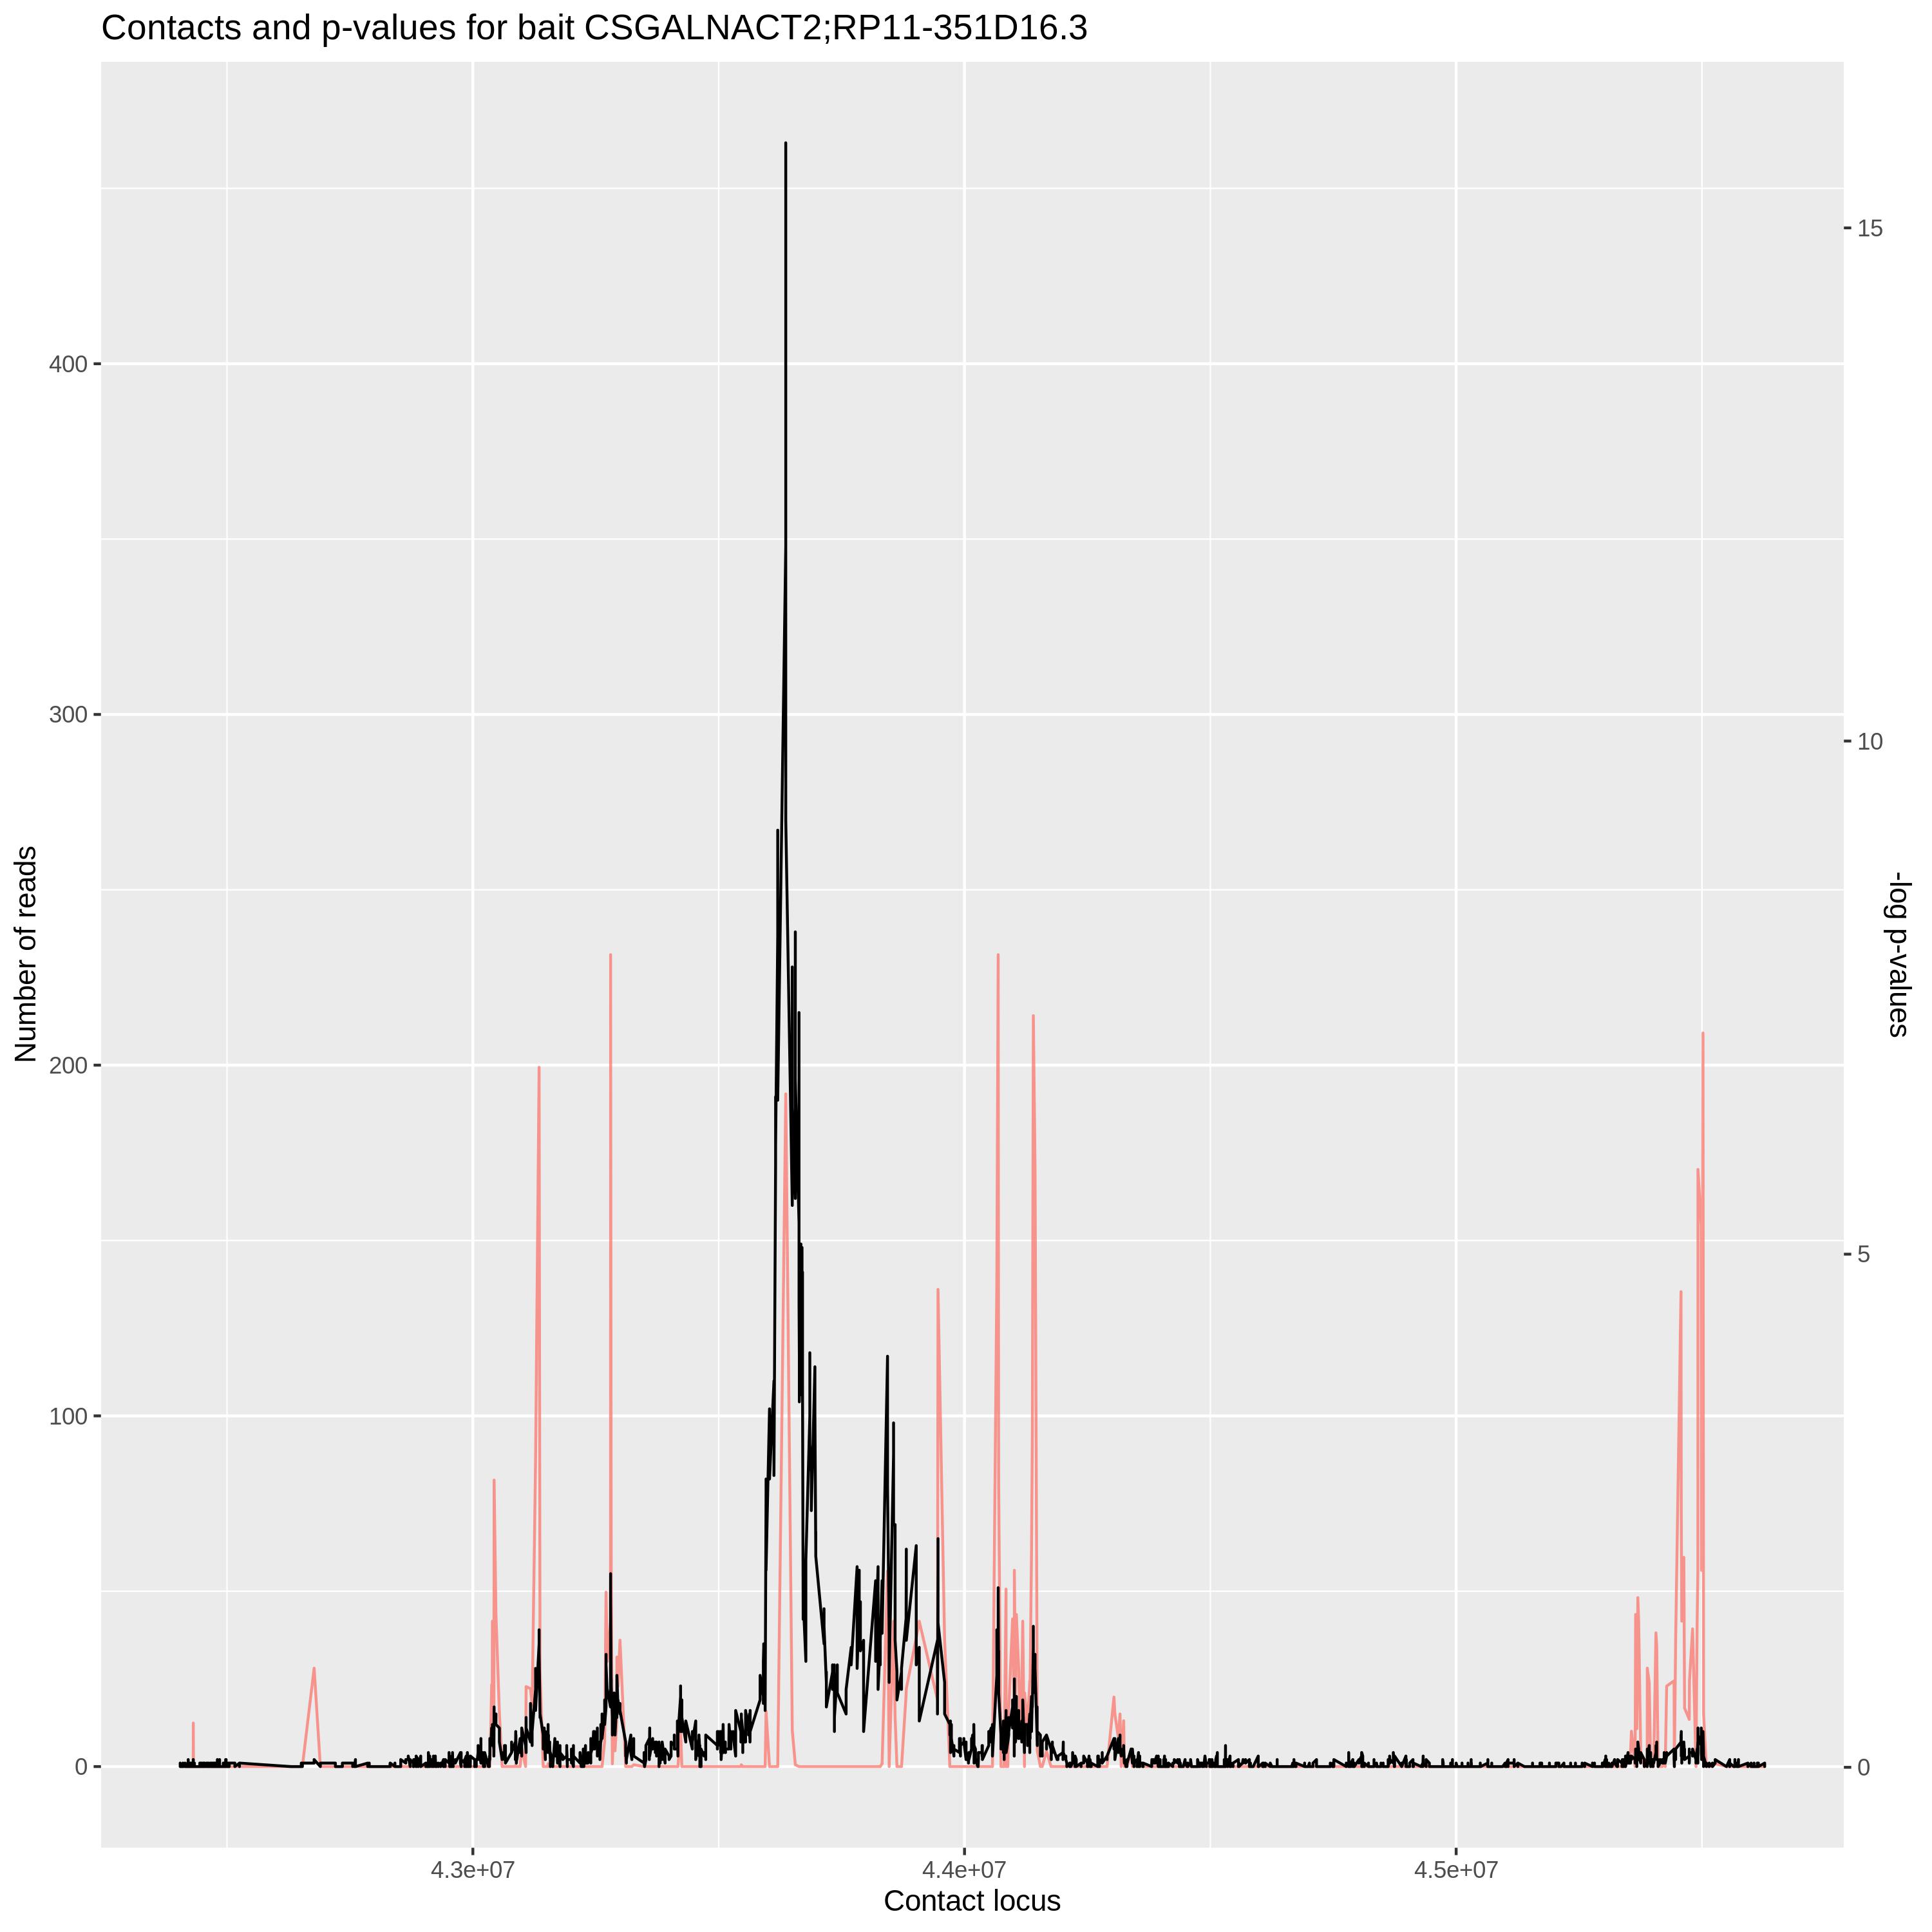 Contacts and p-values for bait CSGALNACT2;RP11-351D16.3
400
300
200
100
0
15
10
5
0
Number of reads
-log p-values
4.3e+07
4.4e+07
4.5e+07
Contact locus